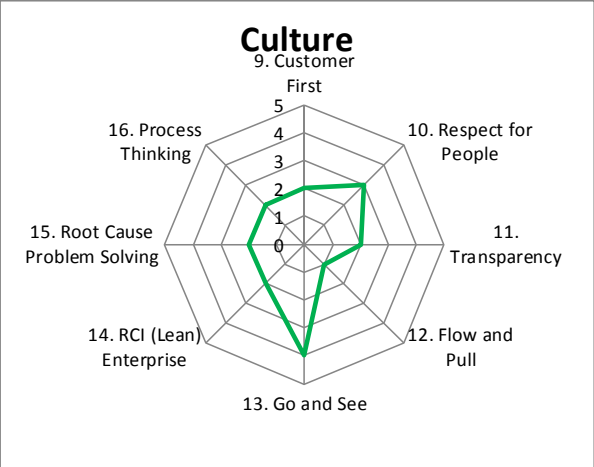 Culture
9. Customer
First
5
4
3
2
1
0
10. Respect for
People
11.
Transparency
12. Flow and
Pull
13. Go and See
14. RCI (Lean)
Enterprise
15. Root Cause
Problem Solving
16. Process
Thinking